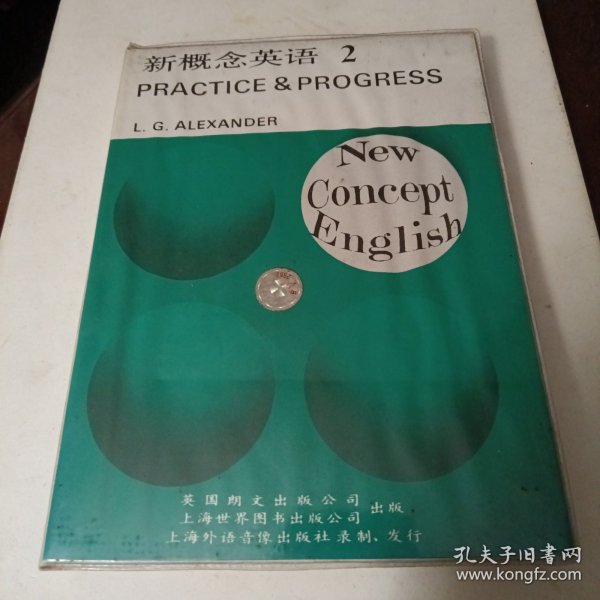 新概念英语 2
PRACTICE & PROGRESS
L. G. ALEXANDER
New
Concept
English
英国朗文出版公司
上海世界图书出版公司 出版
上海外语音像出版社 录制、发行
孔夫子旧书网
www.kongfz.com